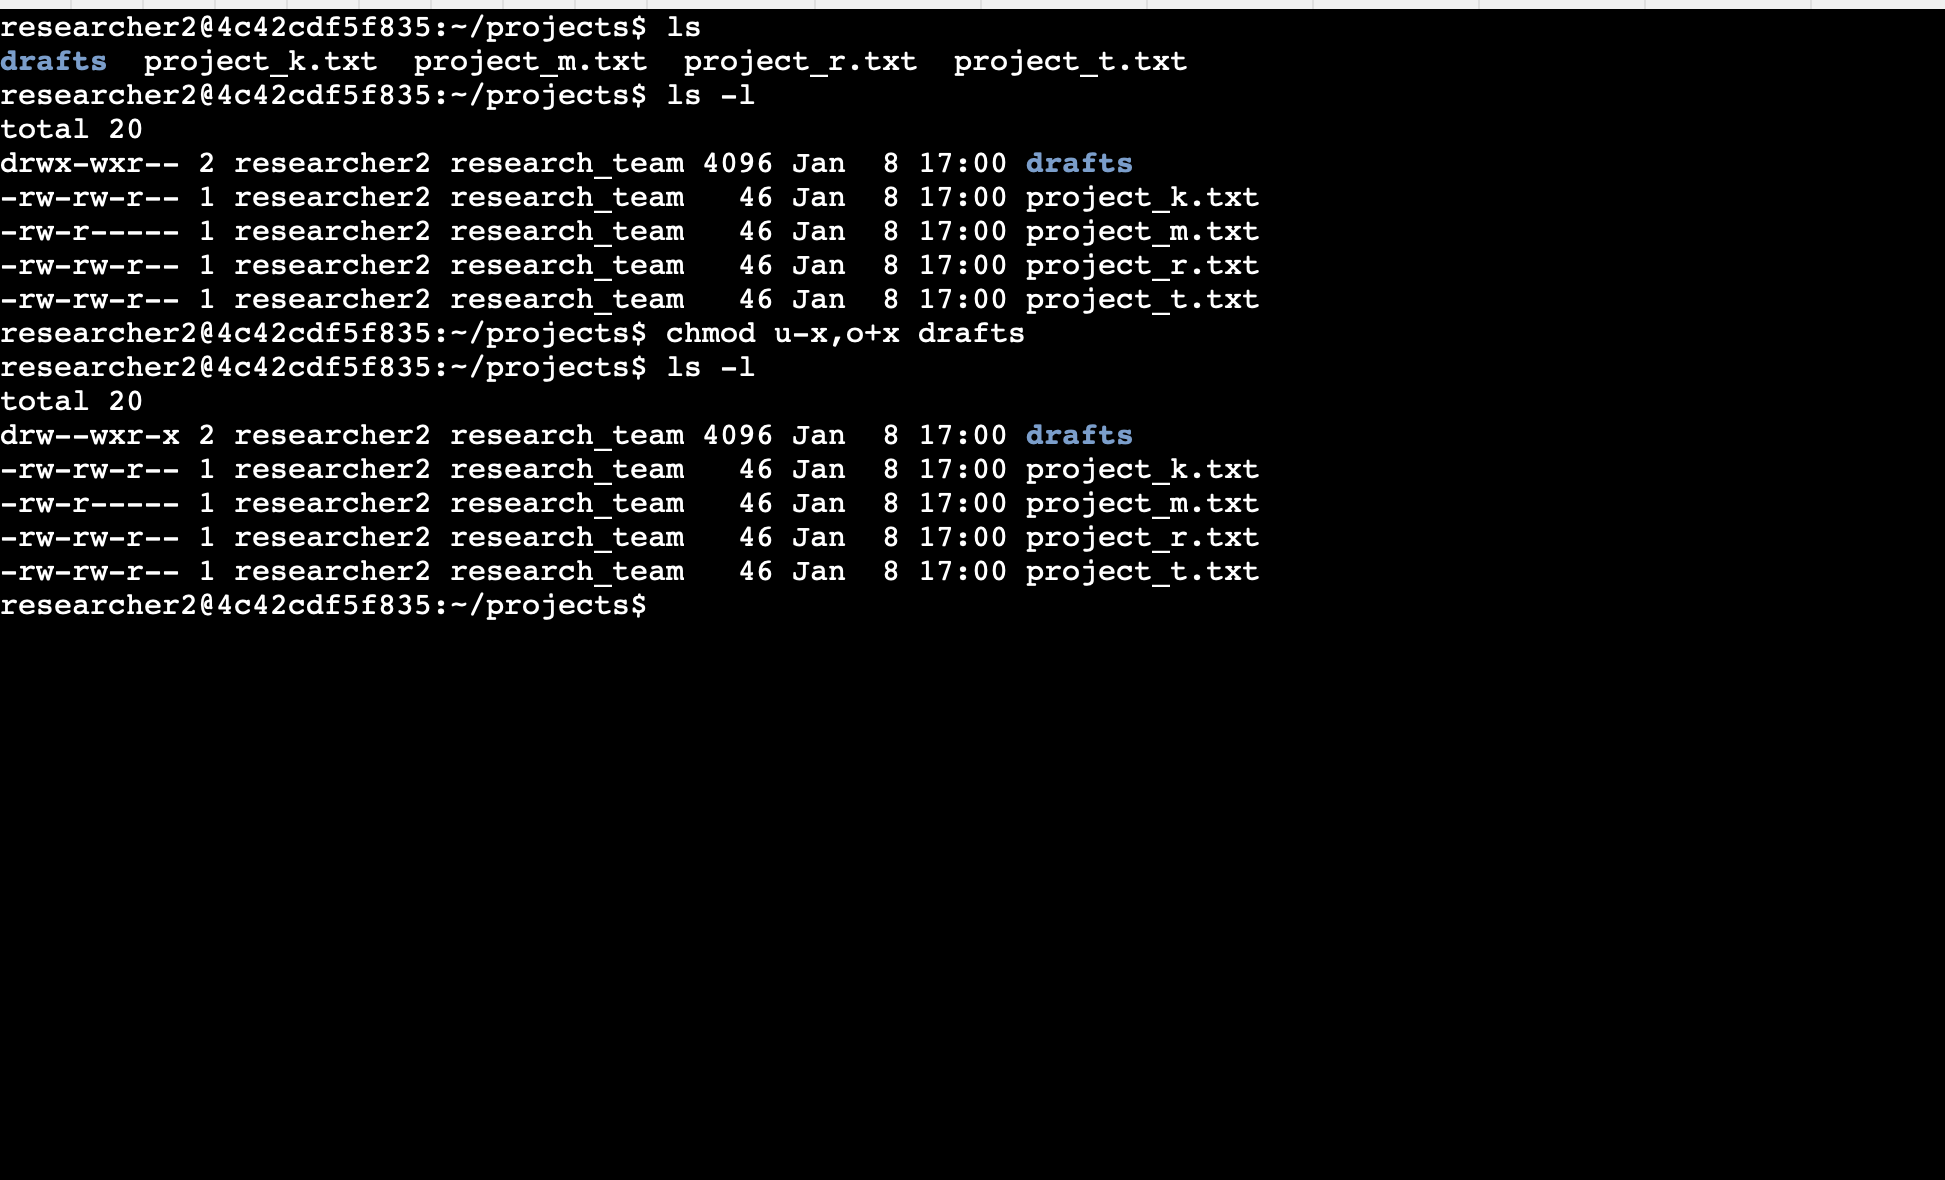 researcher2@4c42cdf5f835:~/projects$ ls
drafts  project_k.txt  project_m.txt  project_r.txt  project_t.txt
researcher2@4c42cdf5f835:~/projects$ ls -l
total 20
drwx-wxr-- 2 researcher2 research_team 4096 Jan  8 17:00 drafts
-rw-rw-r-- 1 researcher2 research_team   46 Jan  8 17:00 project_k.txt
-rw-r----- 1 researcher2 research_team   46 Jan  8 17:00 project_m.txt
-rw-rw-r-- 1 researcher2 research_team   46 Jan  8 17:00 project_r.txt
-rw-rw-r-- 1 researcher2 research_team   46 Jan  8 17:00 project_t.txt
researcher2@4c42cdf5f835:~/projects$ chmod u-x,o+x drafts
researcher2@4c42cdf5f835:~/projects$ ls -l
total 20
drw--wxr-x 2 researcher2 research_team 4096 Jan  8 17:00 drafts
-rw-rw-r-- 1 researcher2 research_team   46 Jan  8 17:00 project_k.txt
-rw-r----- 1 researcher2 research_team   46 Jan  8 17:00 project_m.txt
-rw-rw-r-- 1 researcher2 research_team   46 Jan  8 17:00 project_r.txt
-rw-rw-r-- 1 researcher2 research_team   46 Jan  8 17:00 project_t.txt
researcher2@4c42cdf5f835:~/projects$